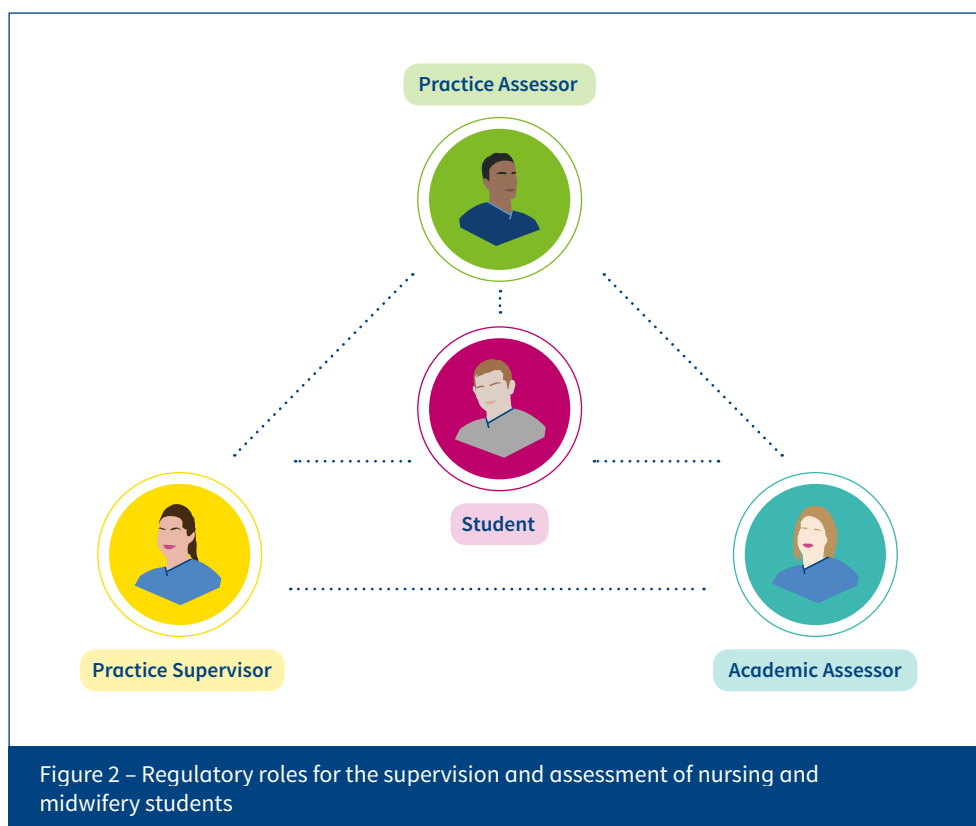 Practice Assessor
Student
Practice Supervisor
Academic Assessor
Figure 2 – Regulatory roles for the supervision and assessment of nursing and
midwifery students